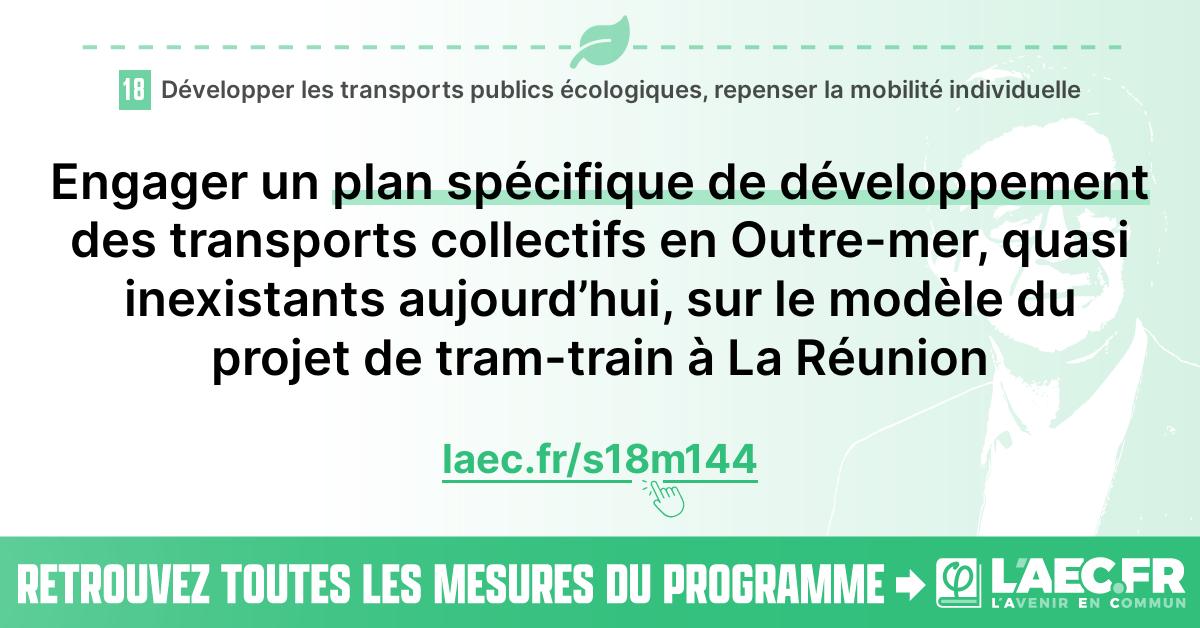 18 Développer les transports publics écologiques, repenser la mobilité individuelle
Engager un plan spécifique de développement
des transports collectifs en Outre-mer, quasi
inexistants aujourd’hui, sur le modèle du
projet de tram-train à La Réunion
laec.fr/s18m144
RETROUVEZ TOUTES LES MESURES DU PROGRAMME
φ L'AEC.FR
L'AVENIR EN COMMUN